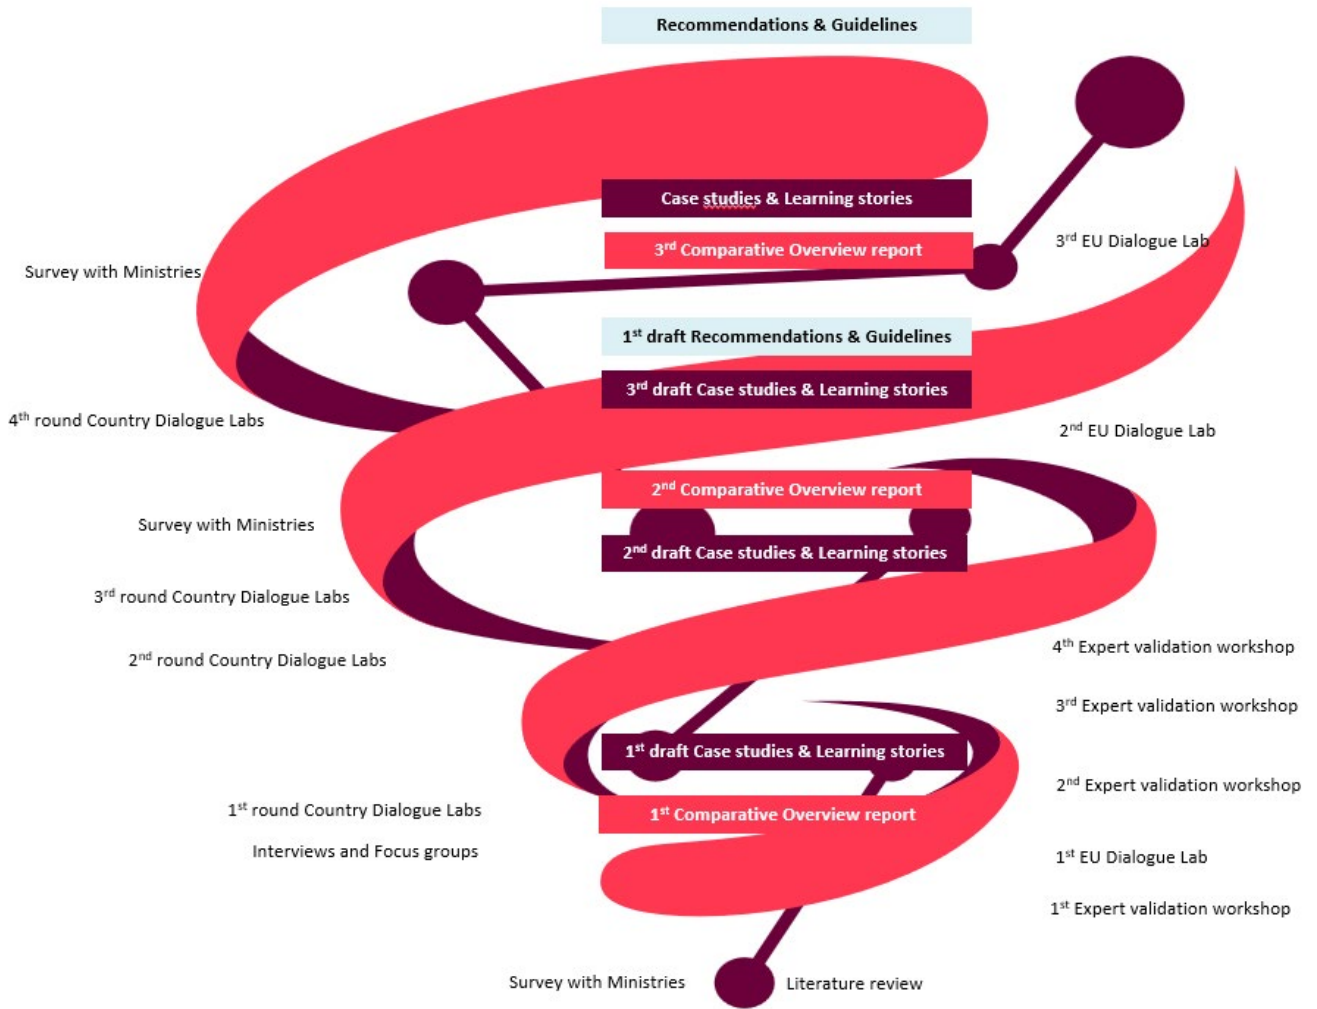 Recommendations & Guidelines
Case studies & Learning stories
3rd Comparative Overview report
3rd EU Dialogue Lab
Survey with Ministries
1st draft Recommendations & Guidelines
3rd draft Case studies & Learning stories
4th round Country Dialogue Labs
2nd EU Dialogue Lab
2nd Comparative Overview report
Survey with Ministries
2nd draft Case studies & Learning stories
3rd round Country Dialogue Labs
4th Expert validation workshop
2nd round Country Dialogue Labs
3rd Expert validation workshop
1st draft Case studies & Learning stories
2nd Expert validation workshop
1st round Country Dialogue Labs
1st Comparative Overview report
Interviews and Focus groups
1st EU Dialogue Lab
1st Expert validation workshop
Survey with Ministries
Literature review